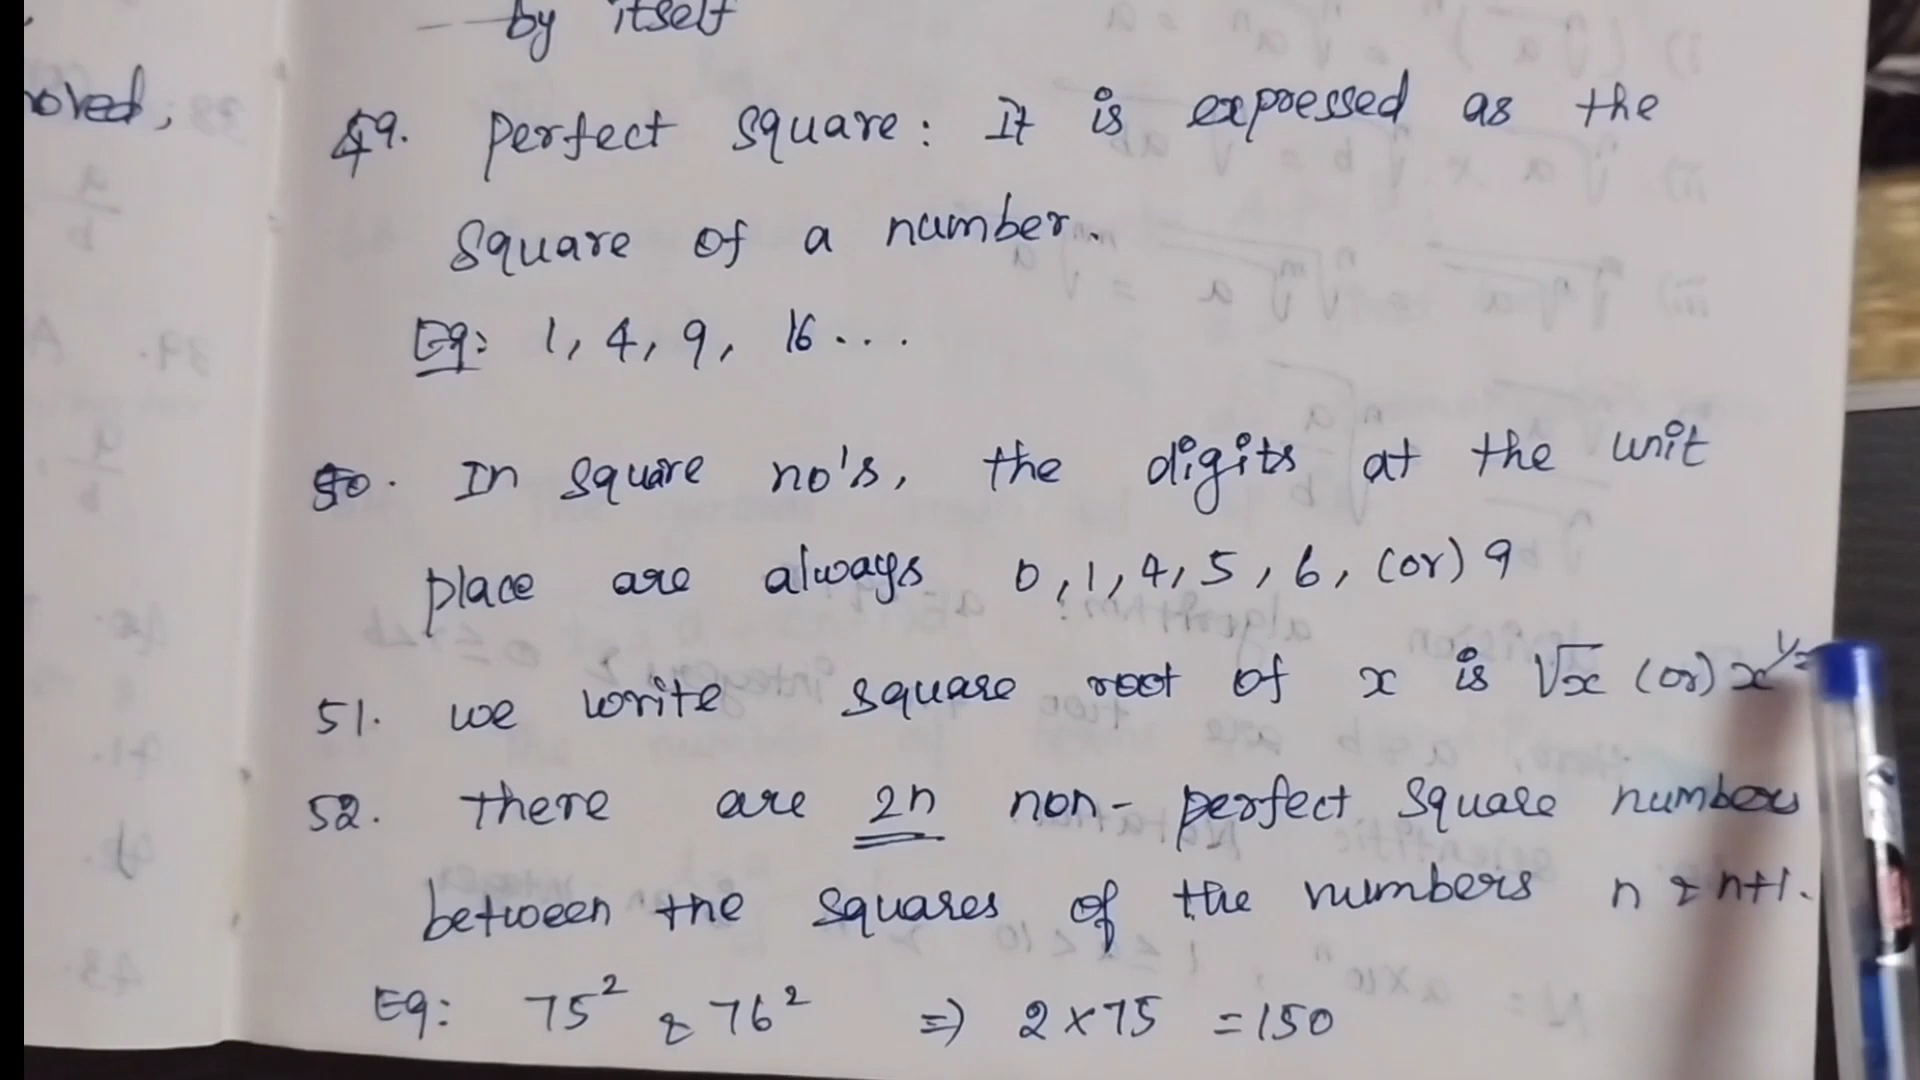 by itself
oved;
49. Perfect square: It is expressed as the
square of a number.
Eg: 1, 4, 9, 16...
50. In square no's, the digits at the unit
place are always 0, 1, 4, 5, 6, (or) 9
51. we write square root of x is √x (or) x^1/2
52. There are 2n non-perfect square numbers
between the squares of the numbers n & n+1.
Eg: 75² & 76² ⇒ 2 × 75 = 150